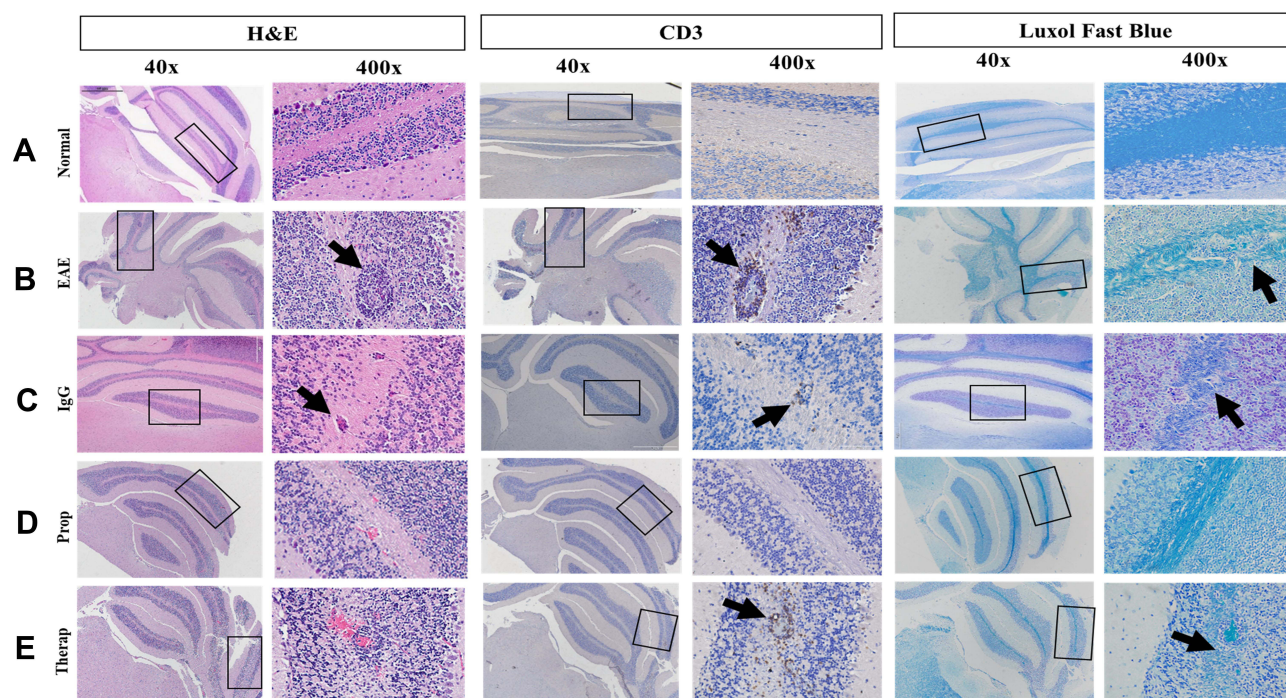 H&E CD3 Luxol Fast Blue
40x 400x 40x 400x 40x 400x
A Normal
B EAE
C IgG
D Prop
E Therap